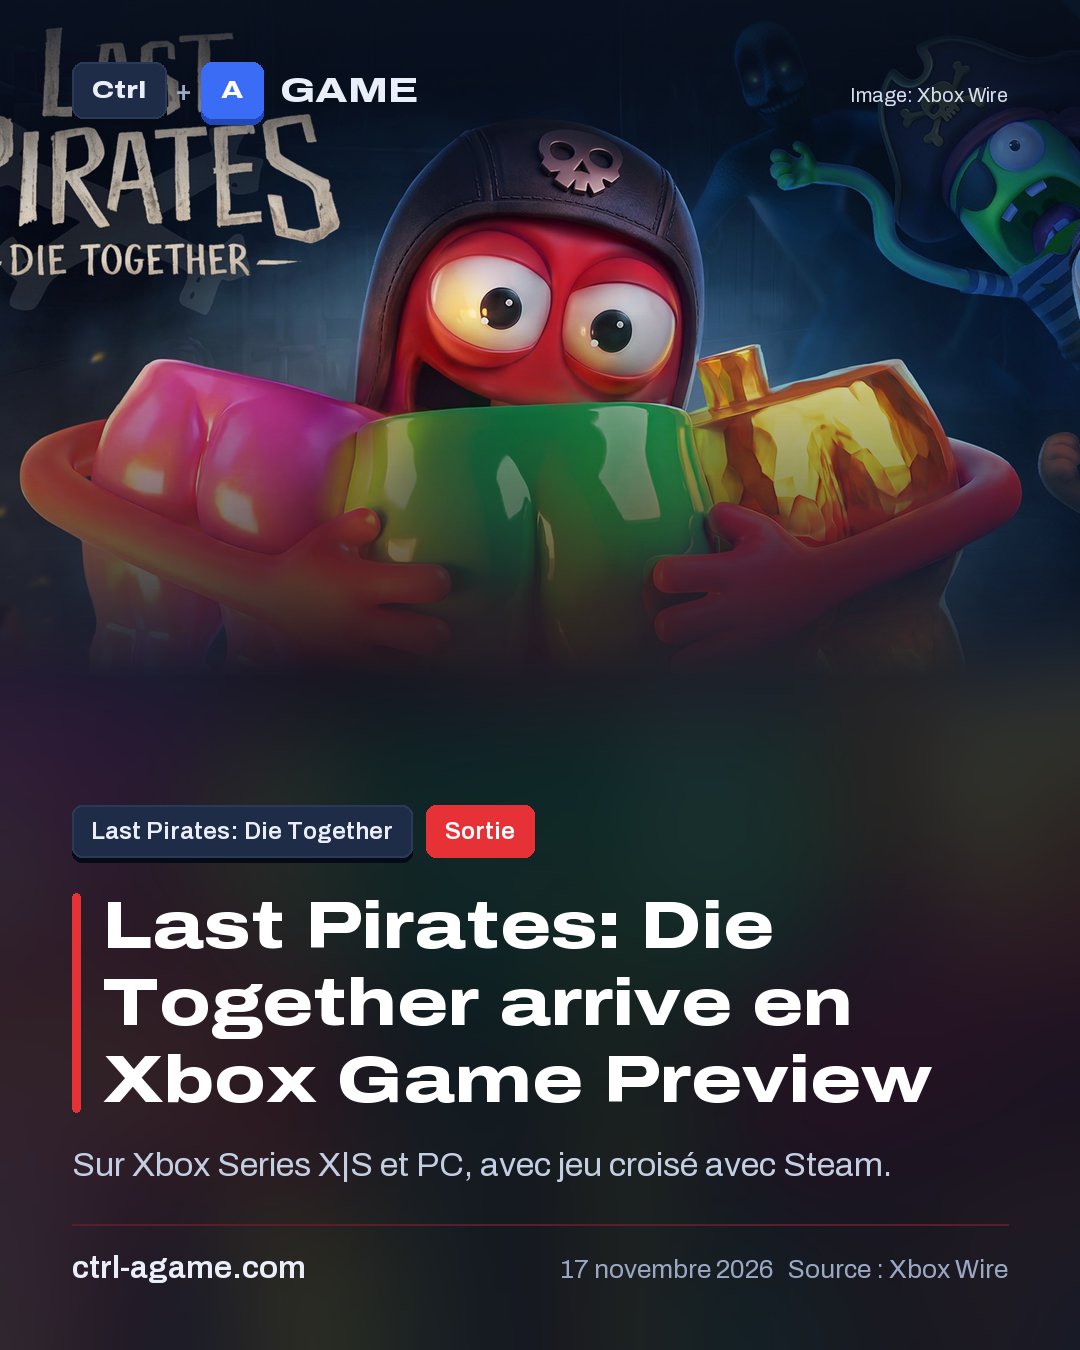 LAST
PIRATES
DIE TOGETHER
Ctrl + A GAME
Image: Xbox Wire
Last Pirates: Die Together
Sortie
Last Pirates: Die
Together arrive en
Xbox Game Preview
Sur Xbox Series X|S et PC, avec jeu croisé avec Steam.
ctrl-agame.com
17 novembre 2026 Source : Xbox Wire